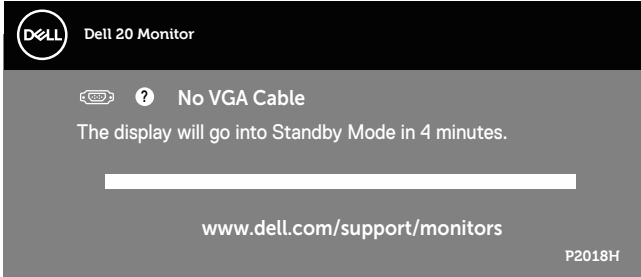 DELL
Dell 20 Monitor
? No VGA Cable
The display will go into Standby Mode in 4 minutes.
www.dell.com/support/monitors
P2018H